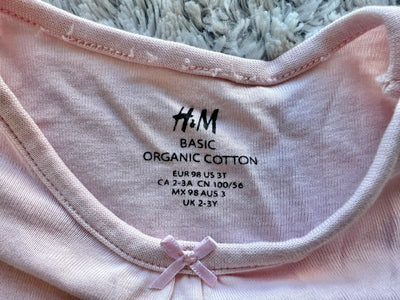 H&M
BASIC
ORGANIC COTTON
EUR 98 US 3T
CA 2-3A CN 100/56
MX 98 AUS 3
UK 2-3Y